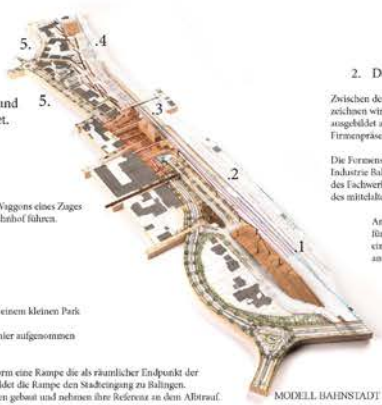 5.
.4
und
5.
et.
.3
2. D
Zwischen de
zeichnen wir
ausgebildet a
Firmenpräse
.2
Die Formens
Industrie Bal
des Fachwerk
des mittelalte
Waggons eines Zuges
hnhof führen.
An
für
ein
an
.1
einem kleinen Park
hier aufgenommen
orm eine Rampe die als räumlicher Endpunkt der
ldet die Rampe den Stadteingang zu Balingen.
en gebaut und nehmen ihre Referenz an dem Albtrauf.
MODELL BAHNSTADT